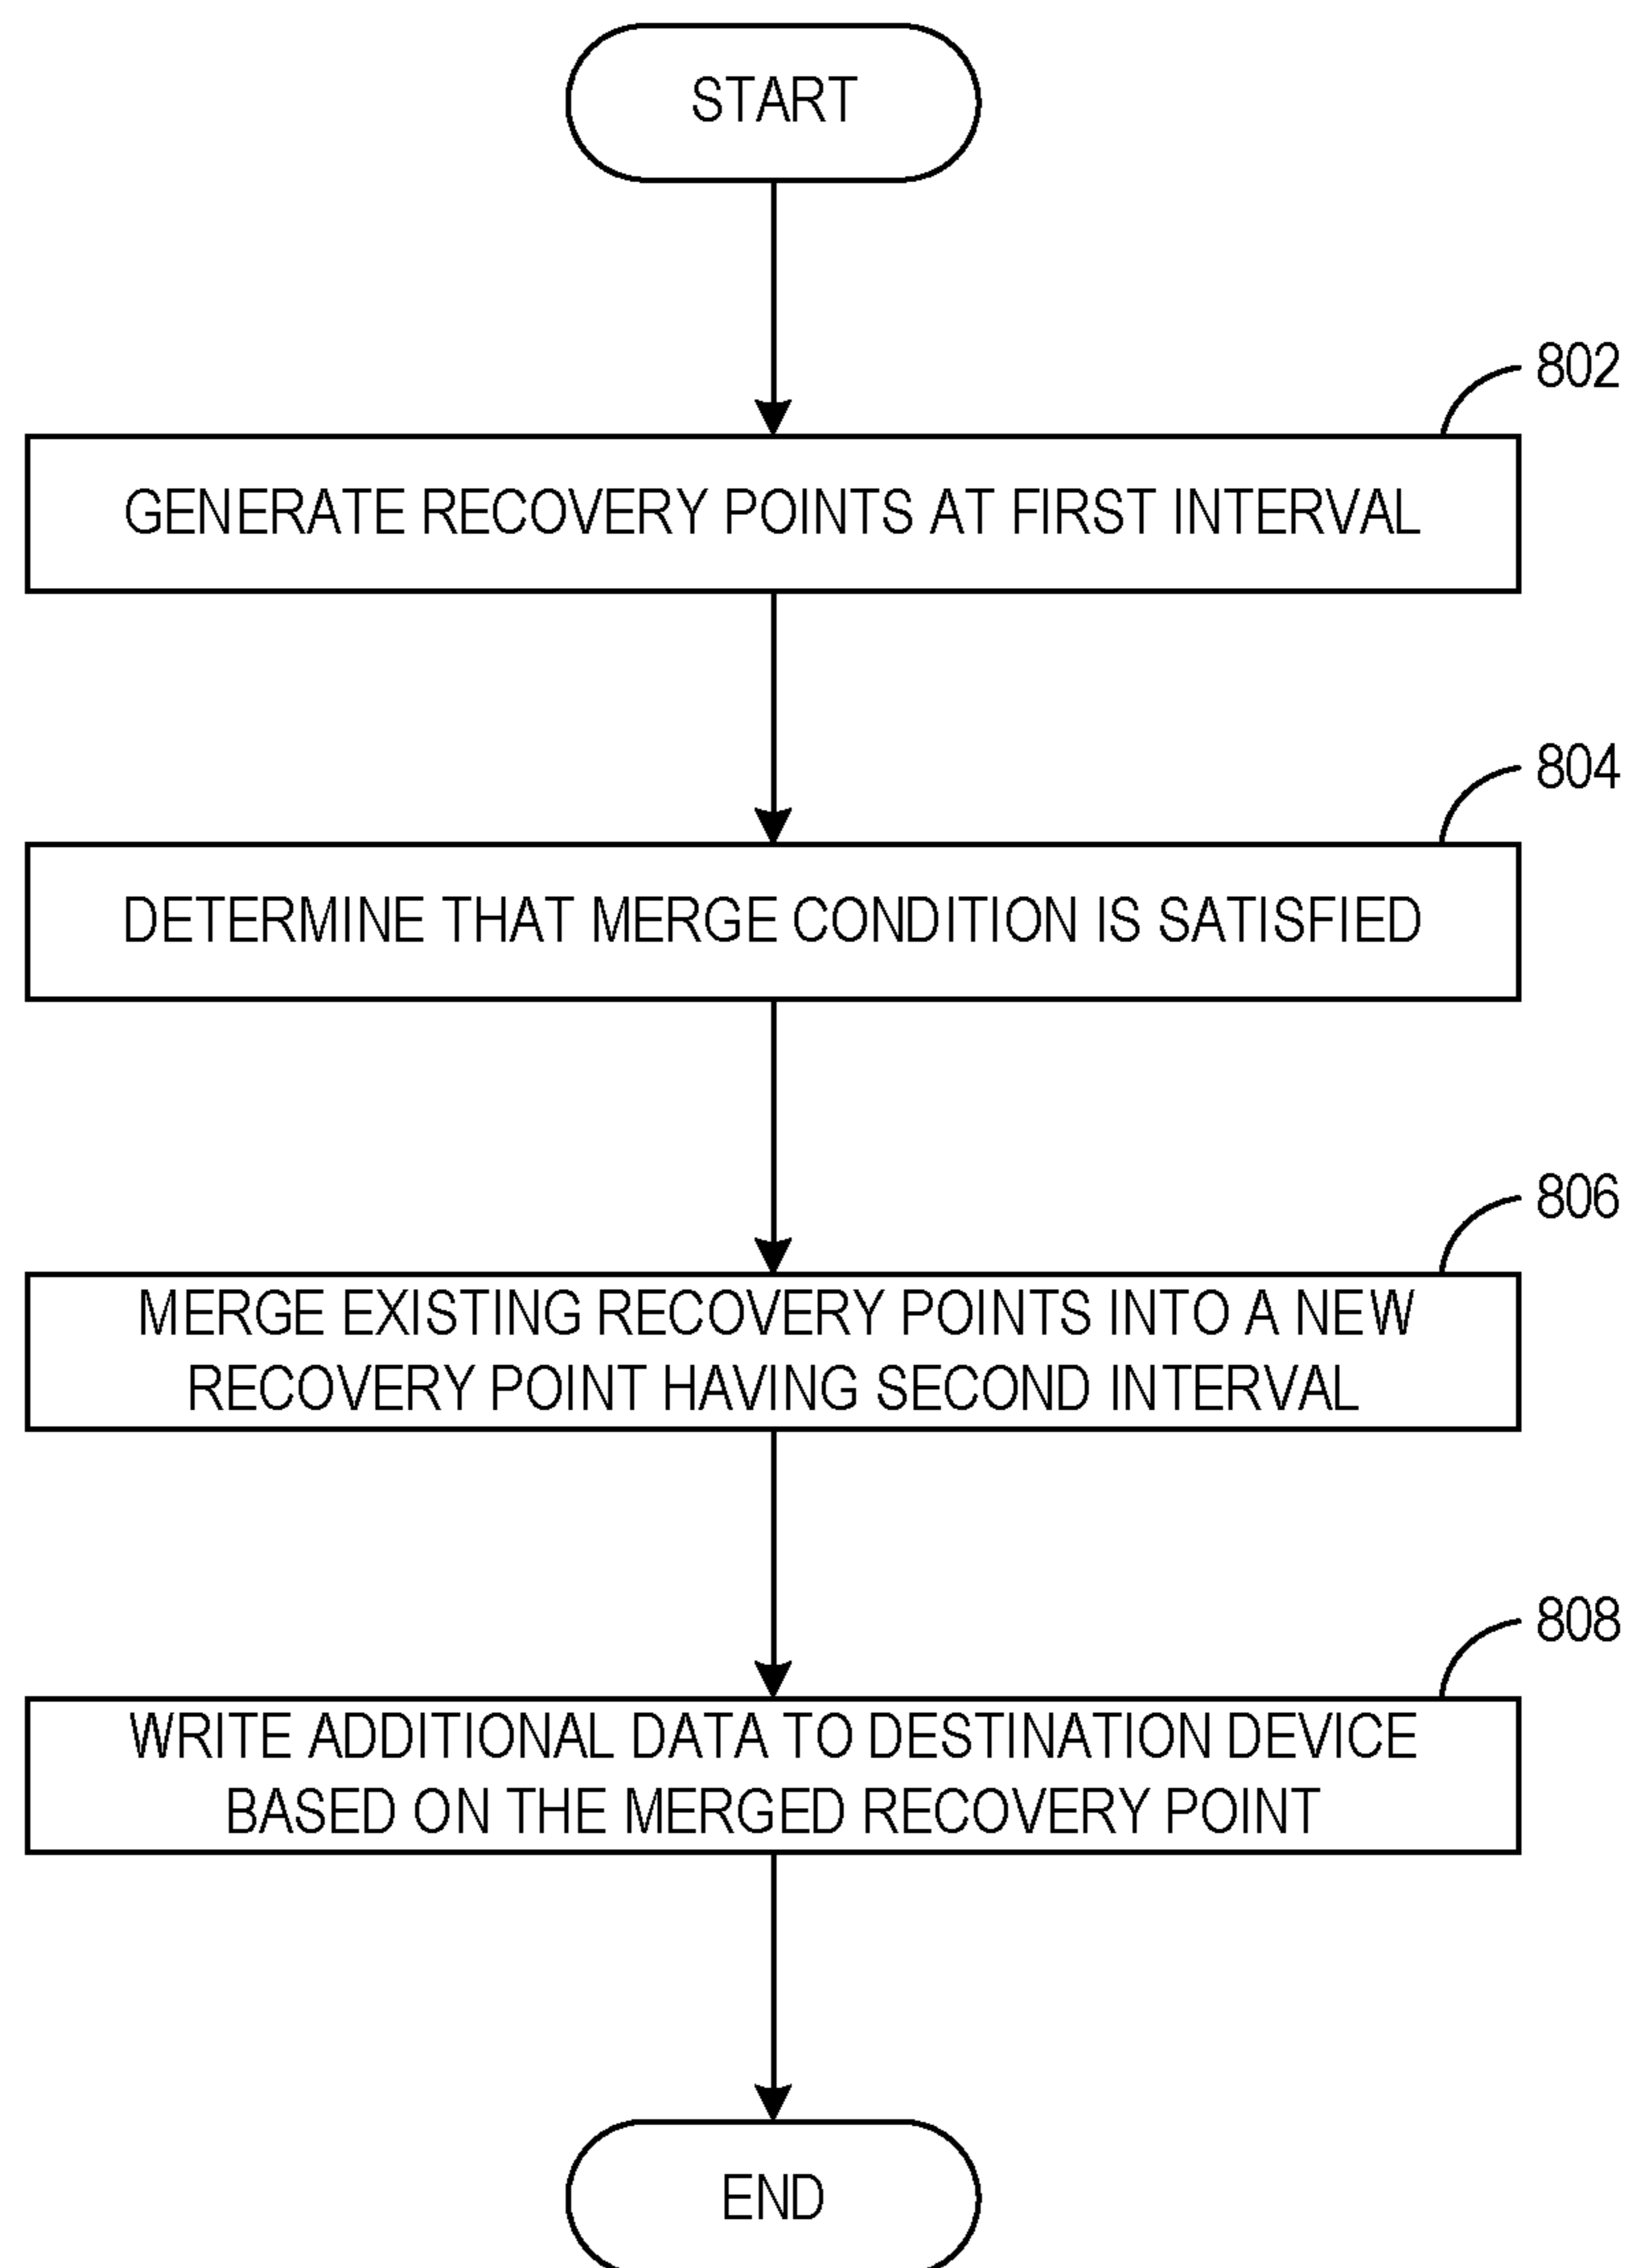 START
802
GENERATE RECOVERY POINTS AT FIRST INTERVAL
804
DETERMINE THAT MERGE CONDITION IS SATISFIED
806
MERGE EXISTING RECOVERY POINTS INTO A NEW
RECOVERY POINT HAVING SECOND INTERVAL
808
WRITE ADDITIONAL DATA TO DESTINATION DEVICE
BASED ON THE MERGED RECOVERY POINT
END